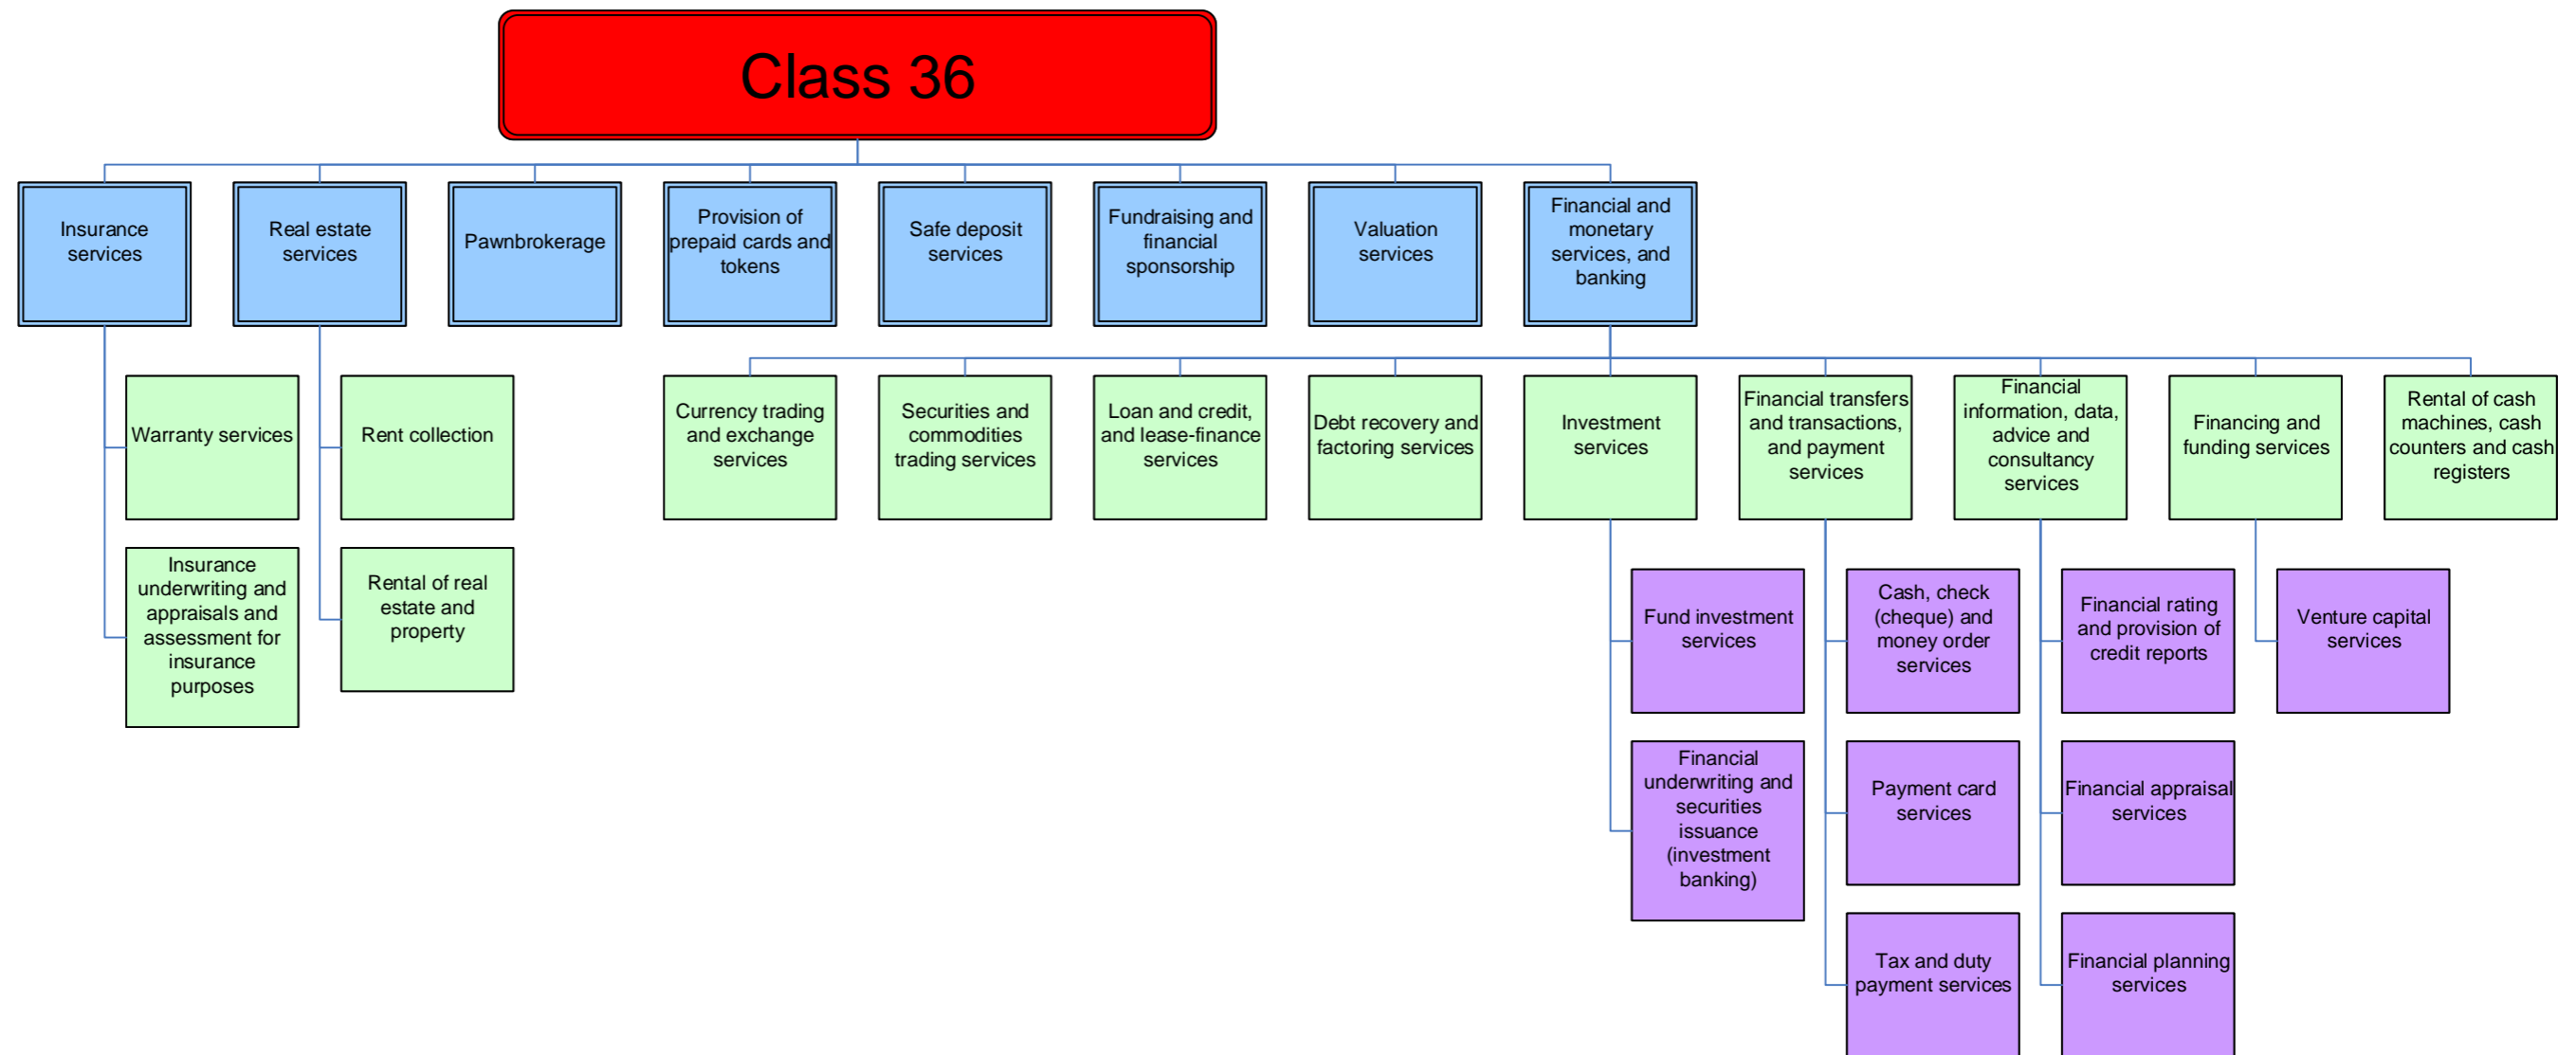 Class 36
Insurance
services
Real estate
services
Pawnbrokerage
Provision of
prepaid cards and
tokens
Safe deposit
services
Fundraising and
financial
sponsorship
Valuation
services
Financial and
monetary
services, and
banking
Warranty services
Rent collection
Currency trading
and exchange
services
Securities and
commodities
trading services
Loan and credit,
and lease-finance
services
Debt recovery and
factoring services
Investment
services
Financial transfers
and transactions,
and payment
services
Financial
information, data,
advice and
consultancy
services
Financing and
funding services
Rental of cash
machines, cash
counters and cash
registers
Insurance
underwriting and
appraisals and
assessment for
insurance
purposes
Rental of real
estate and
property
Fund investment
services
Cash, check
(cheque) and
money order
services
Financial rating
and provision of
credit reports
Venture capital
services
Financial
underwriting and
securities
issuance
(investment
banking)
Payment card
services
Financial appraisal
services
Tax and duty
payment services
Financial planning
services